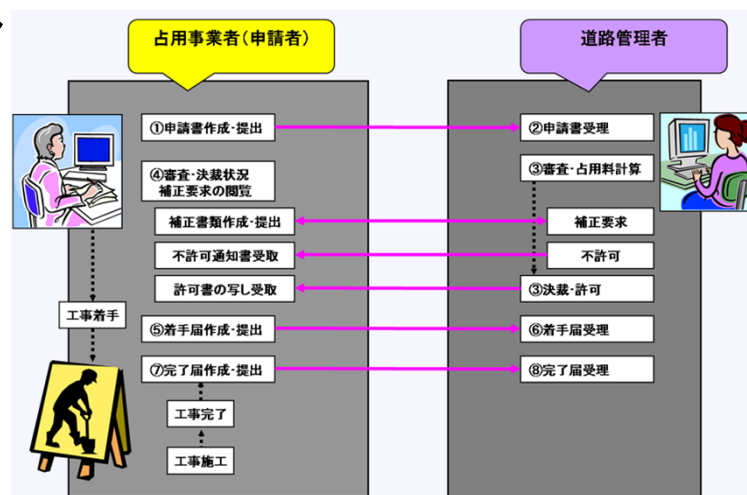 占用事業者(申請者)
道路管理者
①申請書作成・提出
②申請書受理
③審査・占用料計算
④審査・決裁状況
補正要求の閲覧
補正書類作成・提出
補正要求
不許可通知書受取
不許可
許可書の写し受取
③決裁・許可
工事着手
⑤着手届作成・提出
⑥着手届受理
⑦完了届作成・提出
⑧完了届受理
工事完了
工事施工